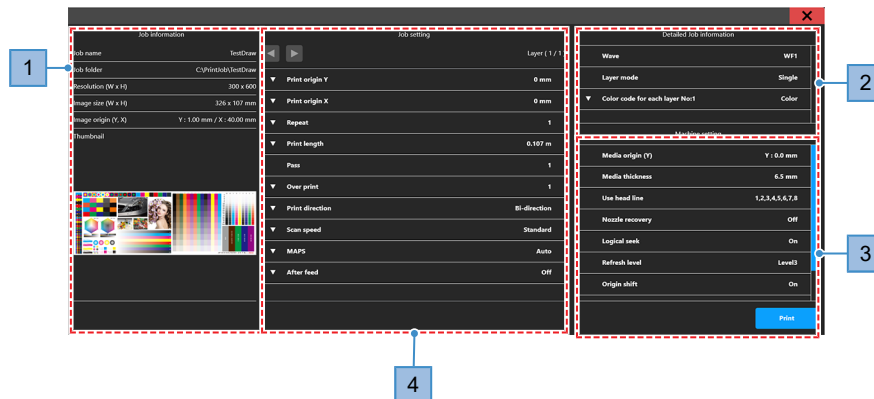 Job information
Job name TestDraw
Job folder C:\PrintJob\TestDraw
Resolution (W x H) 300 x 600
Image size (W x H) 326 x 107 mm
Image origin (Y, X) Y : 1.00 mm / X : 40.00 mm
Thumbnail
1
Job setting
Layer ( 1 / 1
Print origin Y 0 mm
Print origin X 0 mm
Repeat 1
Print length 0.107 m
Pass 1
Over print 1
Print direction Bi-direction
Scan speed Standard
MAPS Auto
After feed Off
4
Detailed Job information
Wave WF1
Layer mode Single
Color code for each layer No:1 Color
2
Machine setting
Media origin (Y) Y : 0.0 mm
Media thickness 6.5 mm
Use head line 1,2,3,4,5,6,7,8
Nozzle recovery Off
Logical seek On
Refresh level Level3
Origin shift On
Print
3